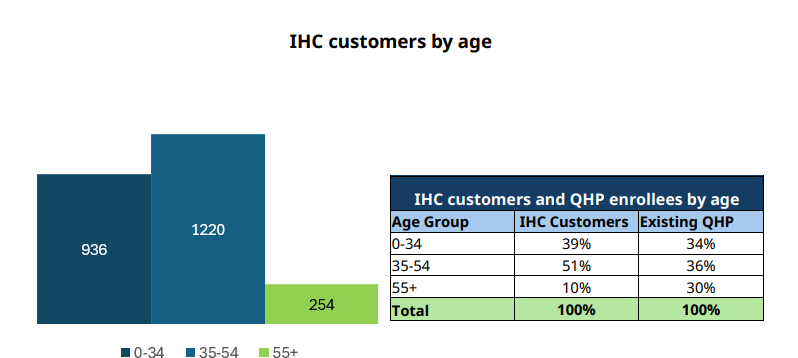 IHC customers by age
936
1220
254
0-34 35-54 55+
IHC customers and QHP enrollees by age
Age Group IHC Customers Existing QHP
0-34 39% 34%
35-54 51% 36%
55+ 10% 30%
Total 100% 100%